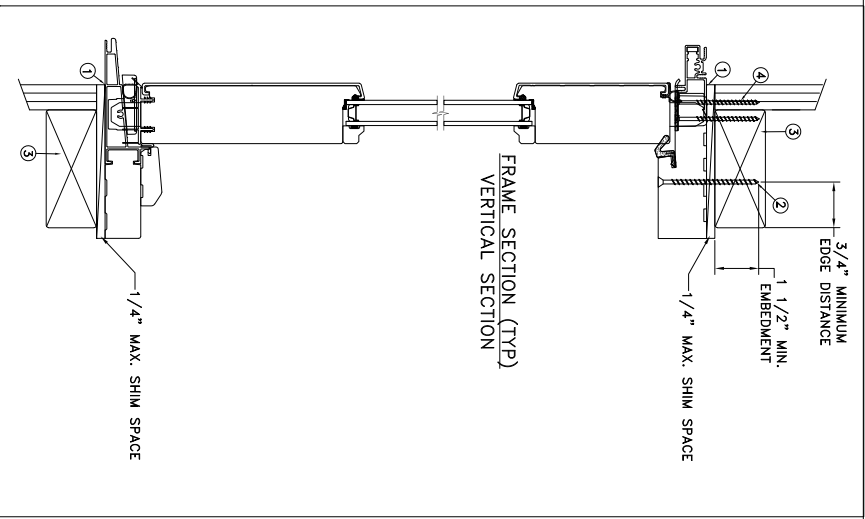 3/4" MINIMUM
EDGE DISTANCE
1 1/2" MIN.
EMBEDMENT
1
4
3
2
1/4" MAX. SHIM SPACE
FRAME SECTION (TYP)
VERTICAL SECTION
1
3
1/4" MAX. SHIM SPACE